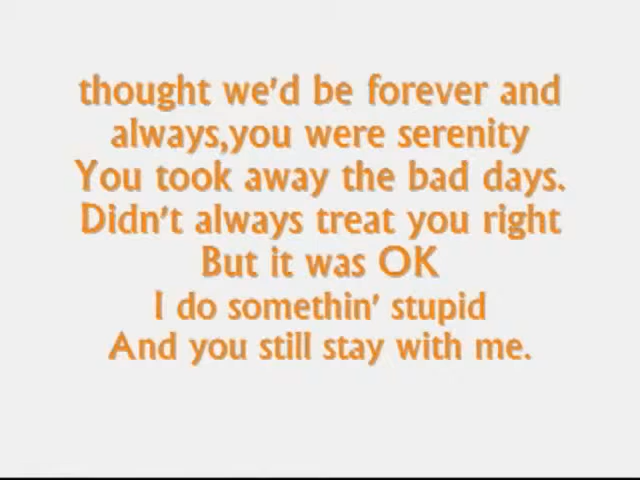 thought we'd be forever and
always,you were serenity
You took away the bad days.
Didn't always treat you right
But it was OK
I do somethin' stupid
And you still stay with me.